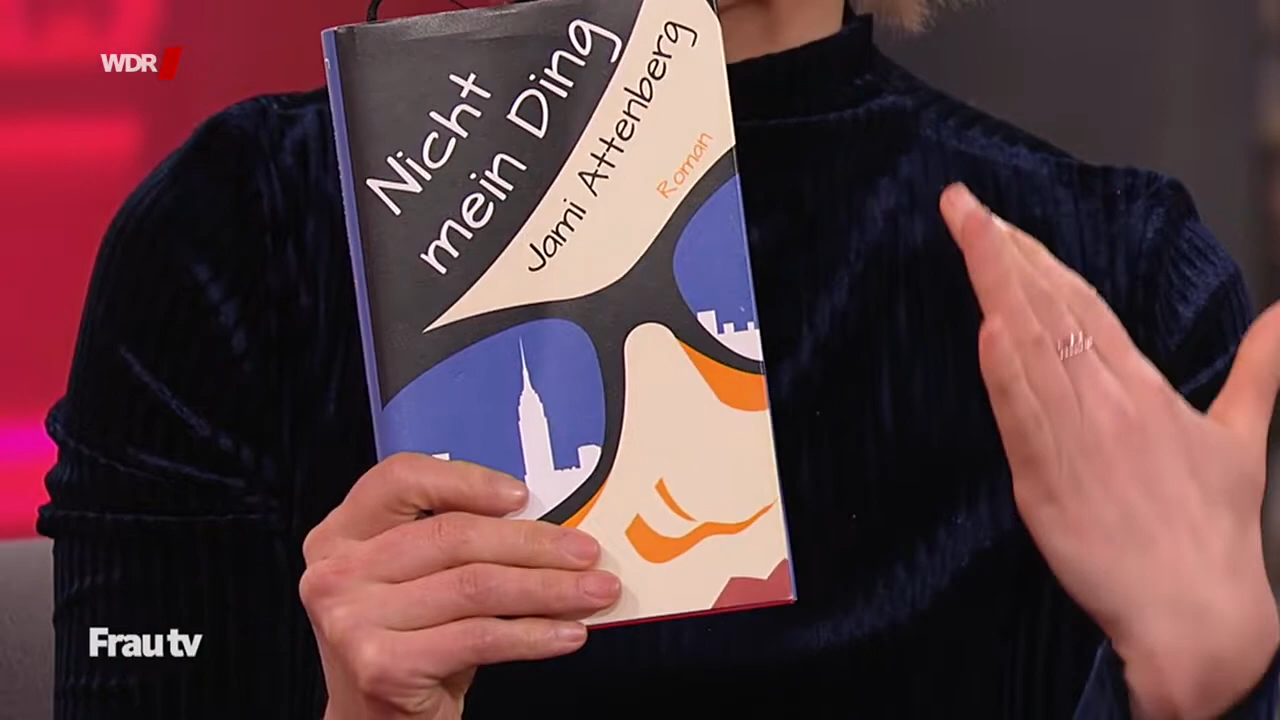 WDR
Nicht
mein Ding
Jami Attenberg
Roman
Frau tv